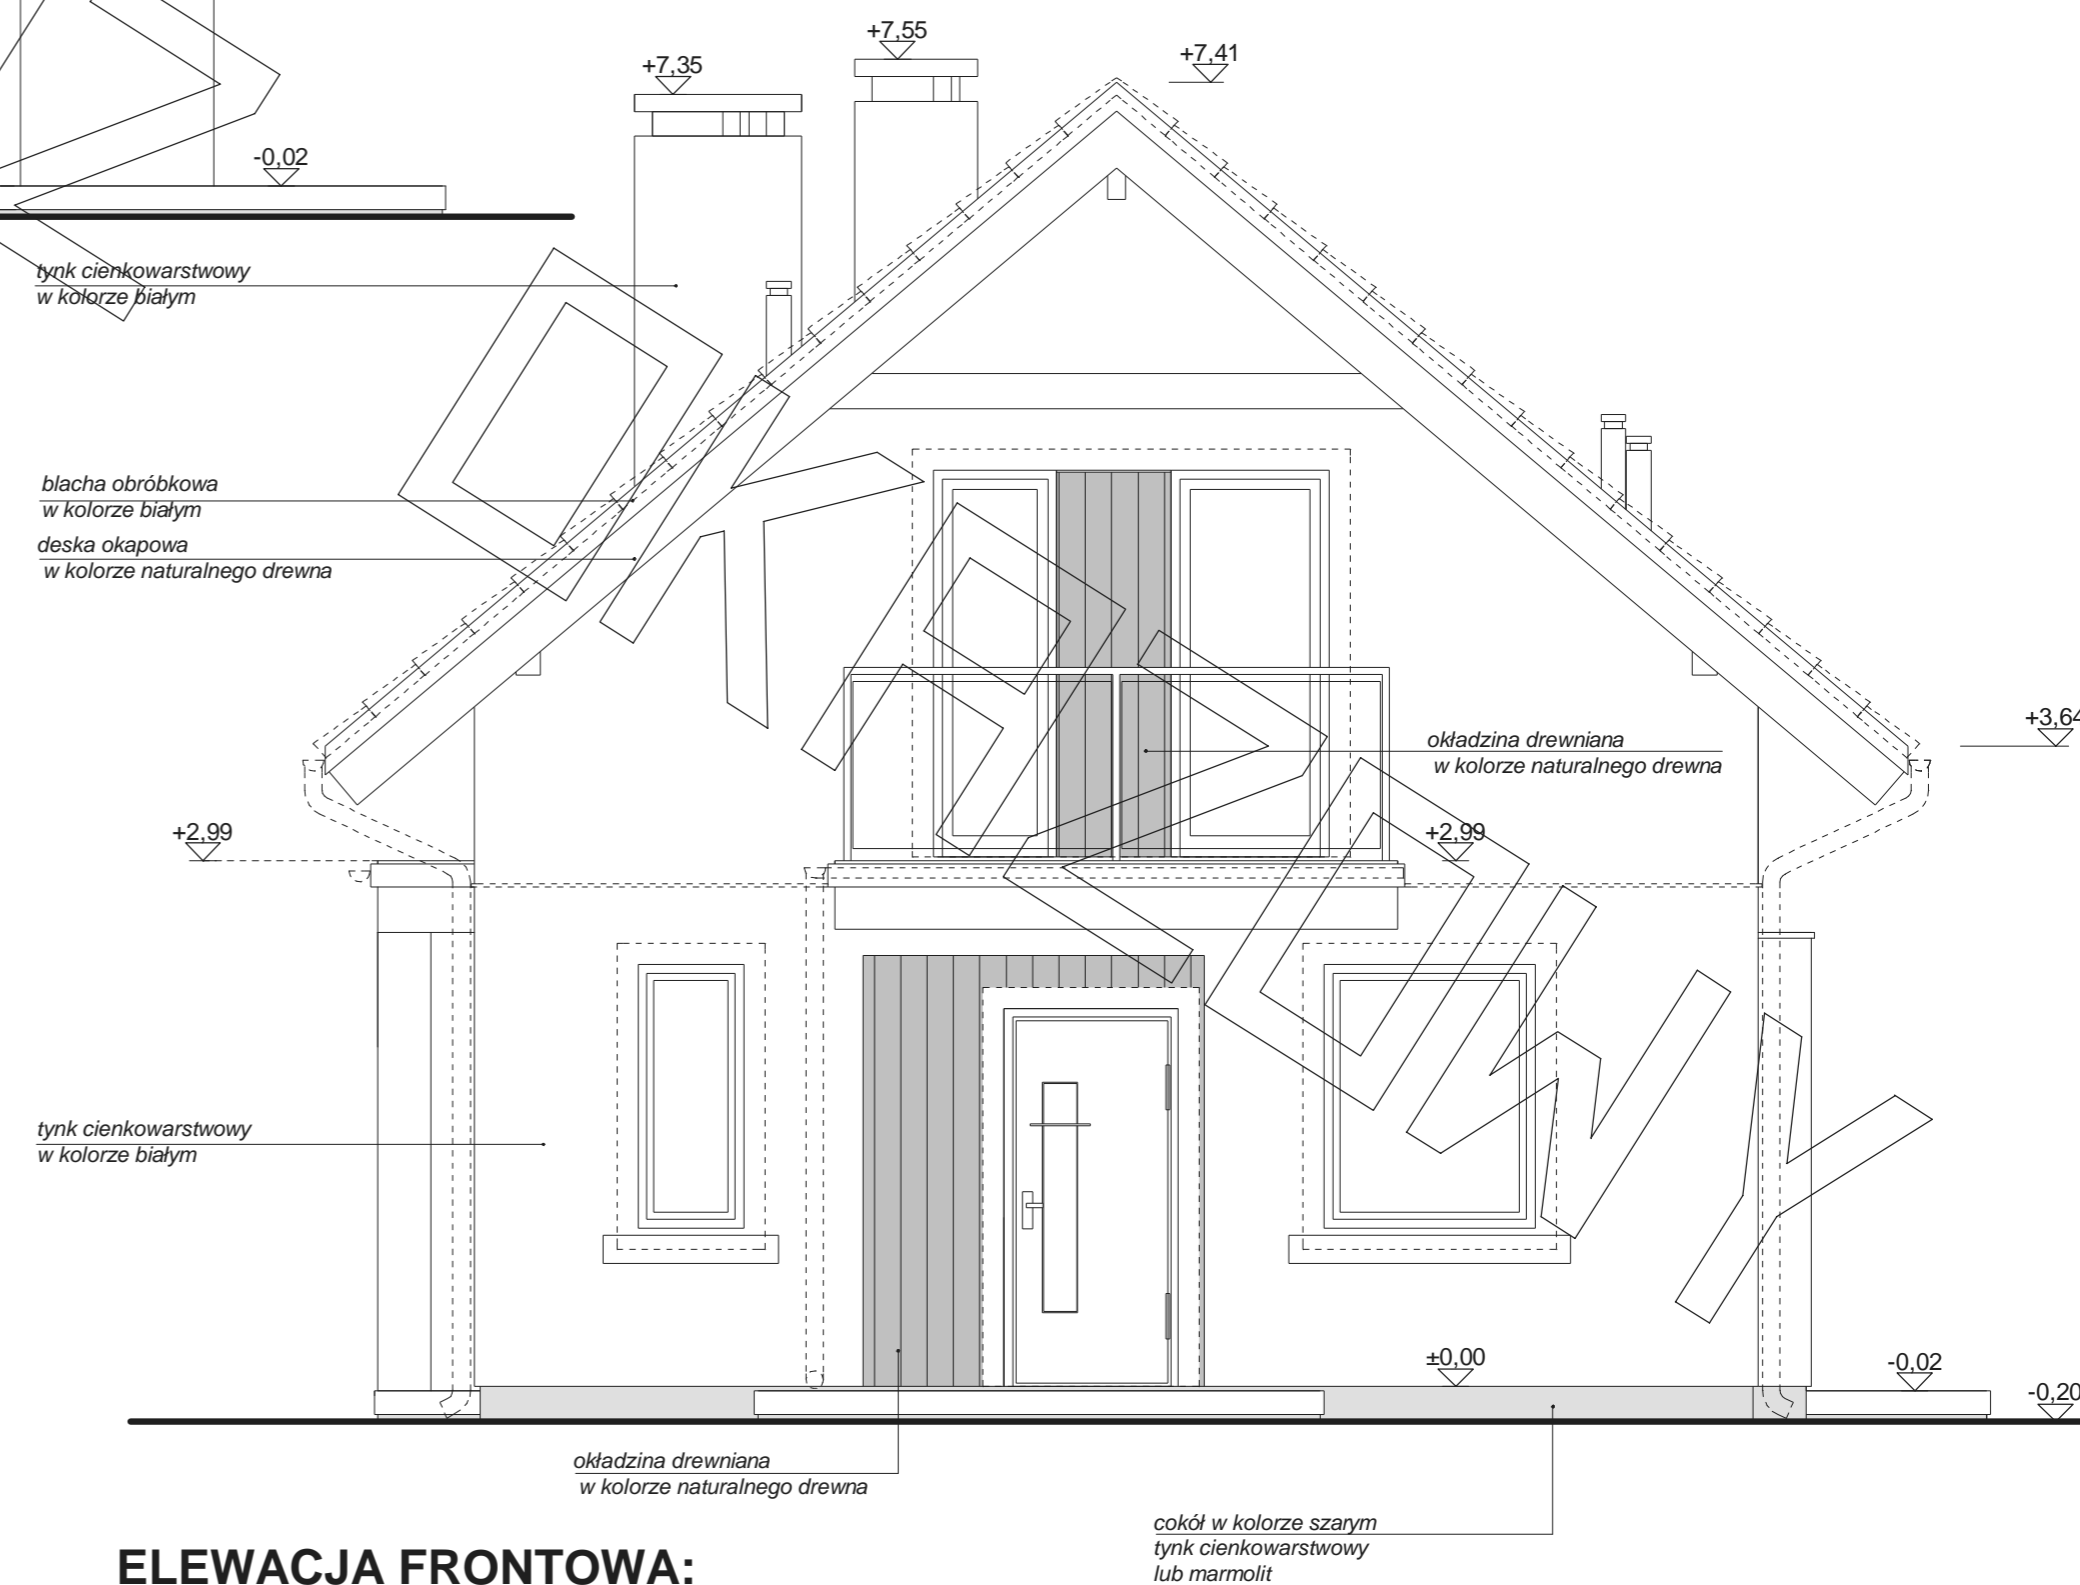 +7,55
+7,41
+7,35
-0,02
tynk cienkowarstwowy
w kolorze białym
blacha obróbkowa
w kolorze białym
deska okapowa
w kolorze naturalnego drewna
+3,64
okładzina drewniana
w kolorze naturalnego drewna
+2,99
+2,99
tynk cienkowarstwowy
w kolorze białym
±0,00
-0,02
-0,20
okładzina drewniana
w kolorze naturalnego drewna
cokół w kolorze szarym
tynk cienkowarstwowy
lub marmolit
ELEWACJA FRONTOWA: